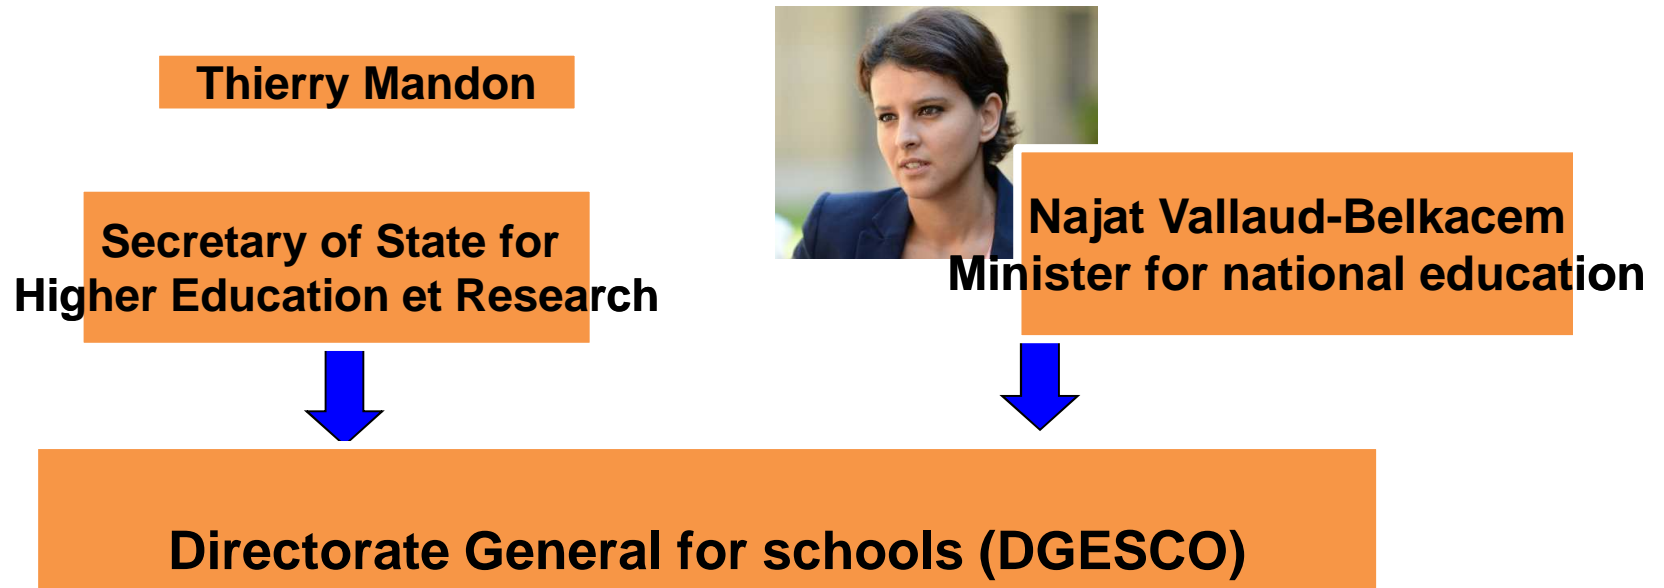 Thierry Mandon
Secretary of State for
Higher Education et Research
Najat Vallaud-Belkacem
Minister for national education
Directorate General for schools (DGESCO)